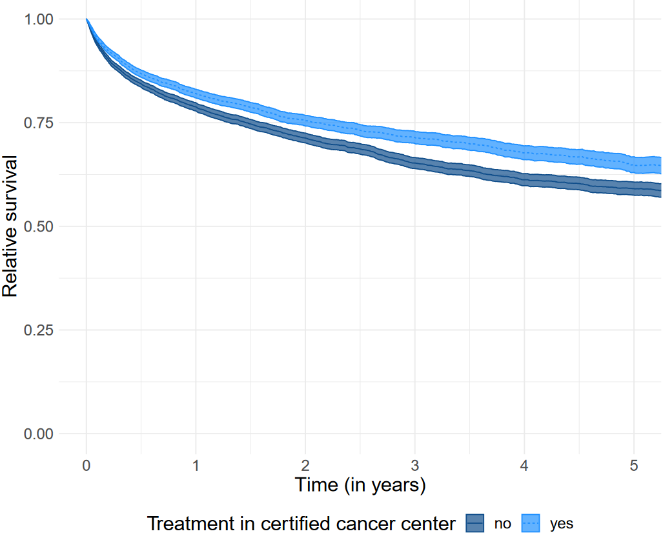 1.00
0.75
0.50
0.25
0.00
Relative survival
0 1 2 3 4 5
Time (in years)
Treatment in certified cancer center no yes